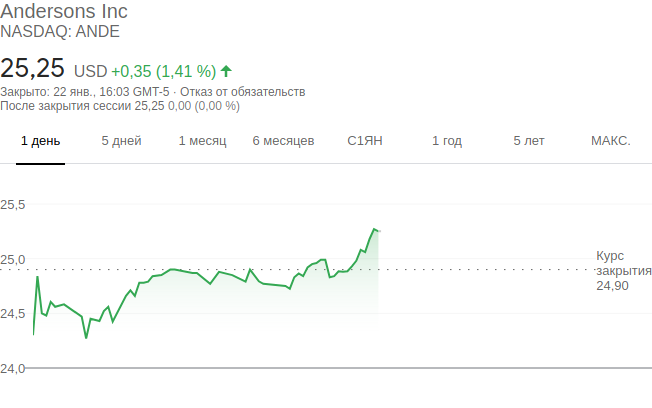 Andersons Inc
NASDAQ: ANDE
25,25 USD +0,35 (1,41 %)
Закрыто: 22 янв., 16:03 GMT-5 · Отказ от обязательств
После закрытия сессии 25,25 0,00 (0,00 %)
1 день 5 дней 1 месяц 6 месяцев С1ЯН 1 год 5 лет МАКС.
25,5
25,0
24,5
24,0
Курс
закрытия
24,90